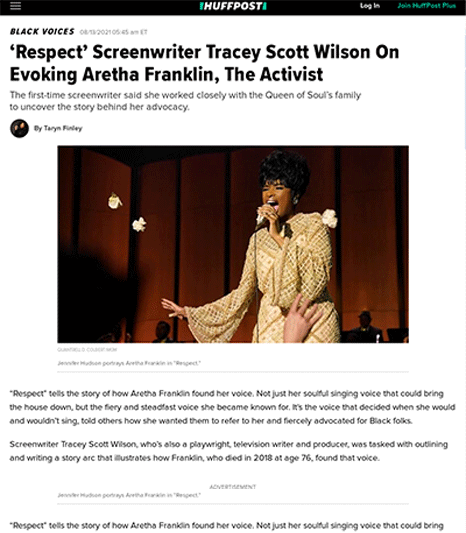 HUFFPOST
Log In
Join HuffPost Plus
BLACK VOICES 08/13/2021 05:45 am ET
‘Respect’ Screenwriter Tracey Scott Wilson On
Evoking Aretha Franklin, The Activist
The first-time screenwriter said she worked closely with the Queen of Soul’s family
to uncover the story behind her advocacy.
By Taryn Finley
Jennifer Hudson portrays Aretha Franklin in “Respect.”
“Respect” tells the story of how Aretha Franklin found her voice. Not just her soulful singing voice that could bring
the house down, but the fiery and steadfast voice she became known for. It’s the voice that decided when she would
and wouldn’t sing, told others how she wanted them to refer to her and fiercely advocated for Black folks.
Screenwriter Tracey Scott Wilson, who’s also a playwright, television writer and producer, was tasked with outlining
and writing a story arc that illustrates how Franklin, who died in 2018 at age 76, found that voice.
ADVERTISEMENT
Jennifer Hudson portrays Aretha Franklin in “Respect.”
“Respect” tells the story of how Aretha Franklin found her voice. Not just her soulful singing voice that could bring